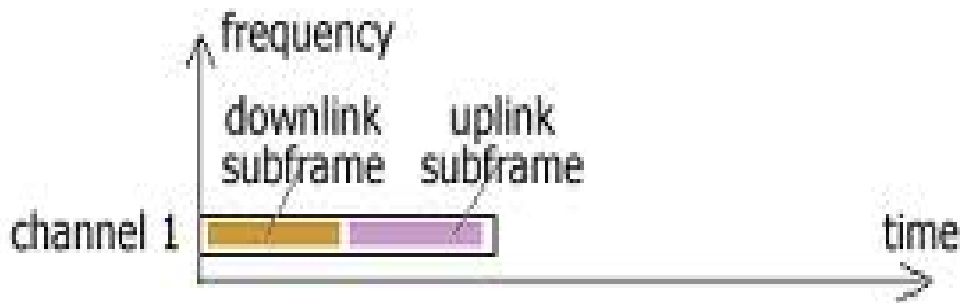 frequency
downlink
subframe
uplink
subframe
channel 1
time